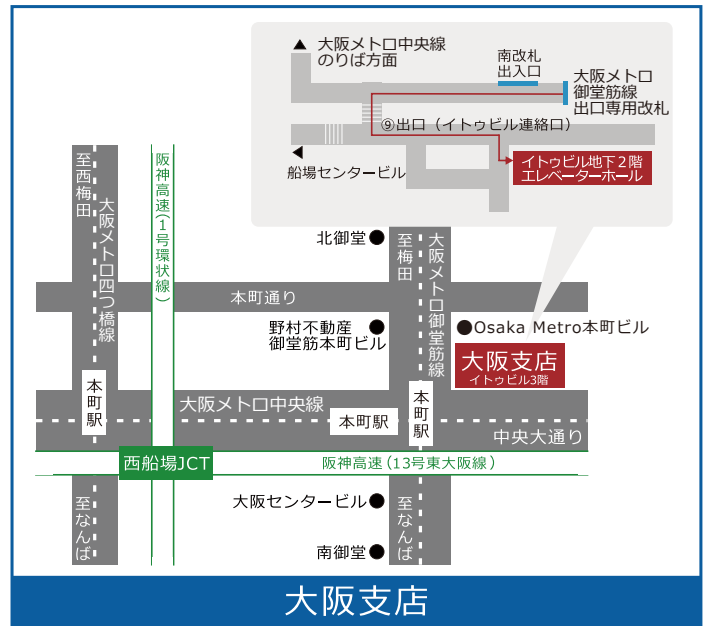 大阪メトロ中央線
のりば方面
南改札
出入口
大阪メトロ
御堂筋線
出口専用改札
⑨出口（イトゥビル連絡口）
船場センタービル
イトゥビル地下２階
エレベーターホール
至西梅田
大阪メトロ四つ橋線
阪神高速（1号環状線）
北御堂
至梅田
大阪メトロ御堂筋線
本町通り
野村不動産
御堂筋本町ビル
Osaka Metro本町ビル
大阪支店
イトゥビル3階
本町駅
大阪メトロ中央線
本町駅
本町駅
中央大通り
西船場JCT
阪神高速（13号東大阪線）
至なんば
大阪センタービル
至なんば
南御堂
大阪支店